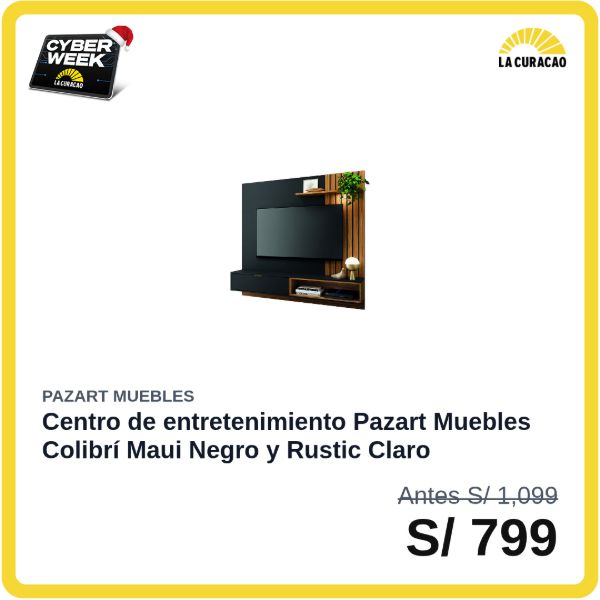 CYBER
WEEK
LA CURACAO
LA CURACAO
PAZART MUEBLES
Centro de entretenimiento Pazart Muebles
Colibrí Maui Negro y Rustic Claro
Antes S/ 1,099
S/ 799